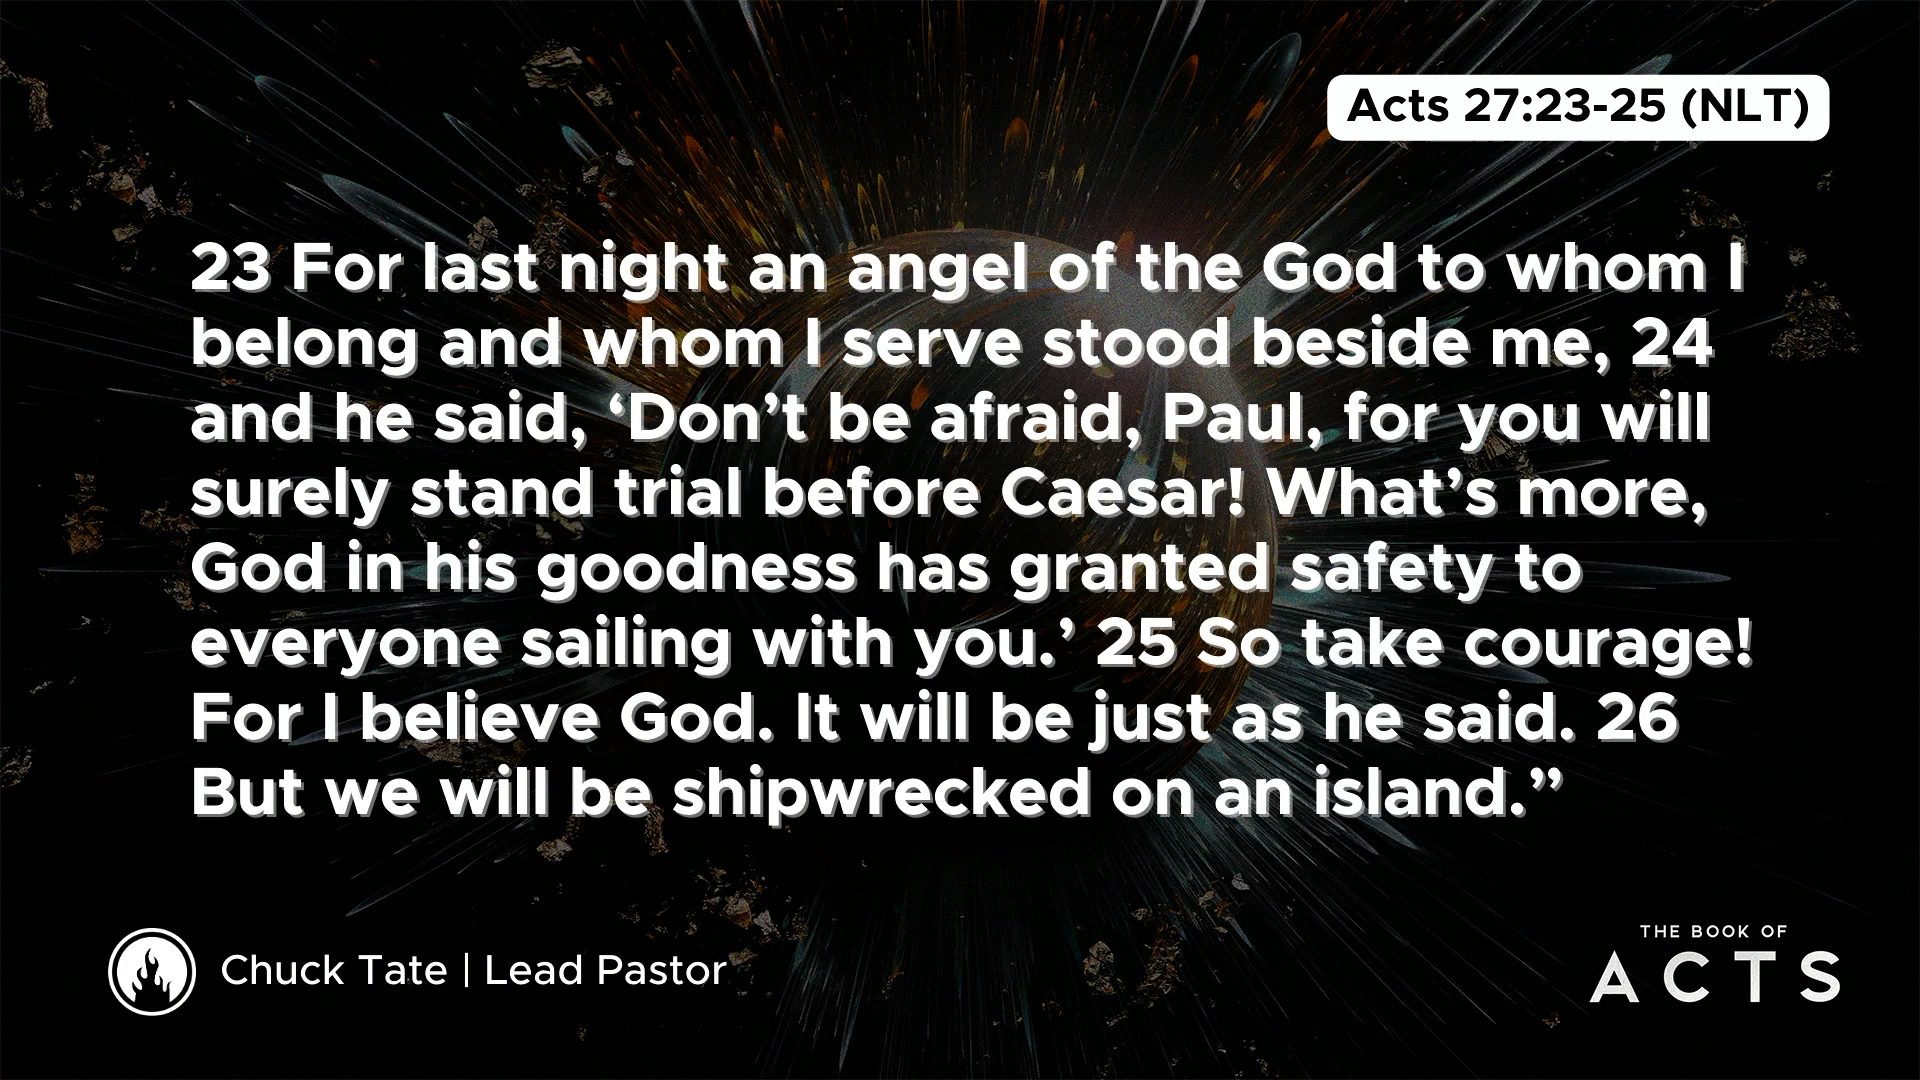 Acts 27:23-25 (NLT)
23 For last night an angel of the God to whom I
belong and whom I serve stood beside me, 24
and he said, ‘Don’t be afraid, Paul, for you will
surely stand trial before Caesar! What’s more,
God in his goodness has granted safety to
everyone sailing with you.’ 25 So take courage!
For I believe God. It will be just as he said. 26
But we will be shipwrecked on an island.”
Chuck Tate | Lead Pastor
THE BOOK OF
ACTS